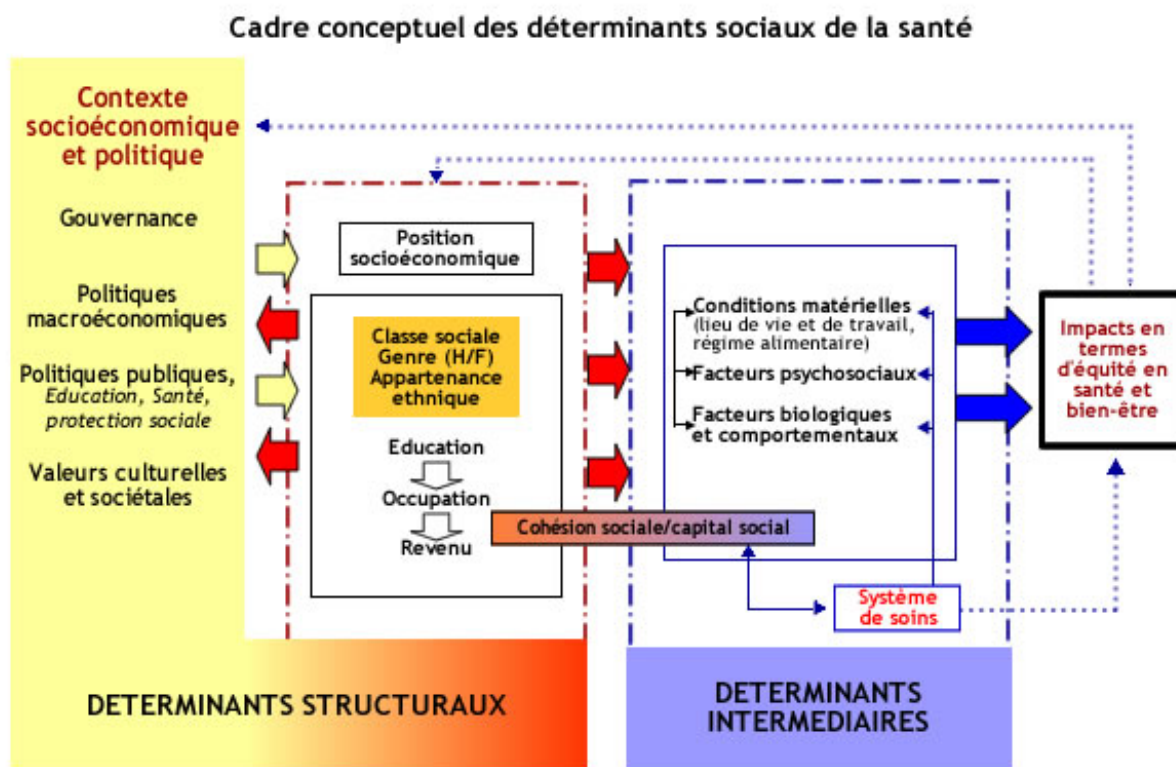 Cadre conceptuel des déterminants sociaux de la santé
Contexte
socioéconomique
et politique
Gouvernance
Politiques
macroéconomiques
Politiques publiques,
Education, Santé,
protection sociale
Valeurs culturelles
et sociétales
Position
socioéconomique
Classe sociale
Genre (H/F)
Appartenance
ethnique
Education
Occupation
Revenu
Cohésion sociale/capital social
Conditions matérielles
(lieu de vie et de travail,
régime alimentaire)
Facteurs psychosociaux
Facteurs biologiques
et comportementaux
Système
de soins
Impacts en
termes
d'équité en
santé et
bien-être
DETERMINANTS STRUCTURAUX
DETERMINANTS
INTERMEDIAIRES